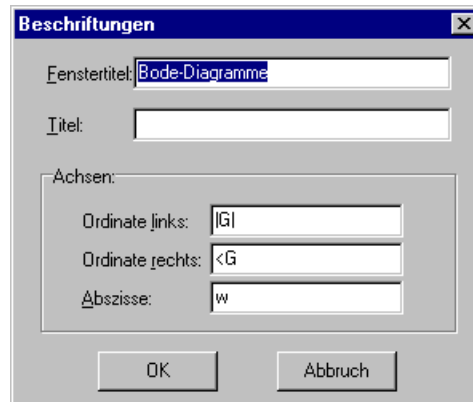 Beschriftungen
Fenstertitel: Bode-Diagramme
Titel:
Achsen:
Ordinate links: |G|
Ordinate rechts: <G
Abszisse: w
OK Abbruch